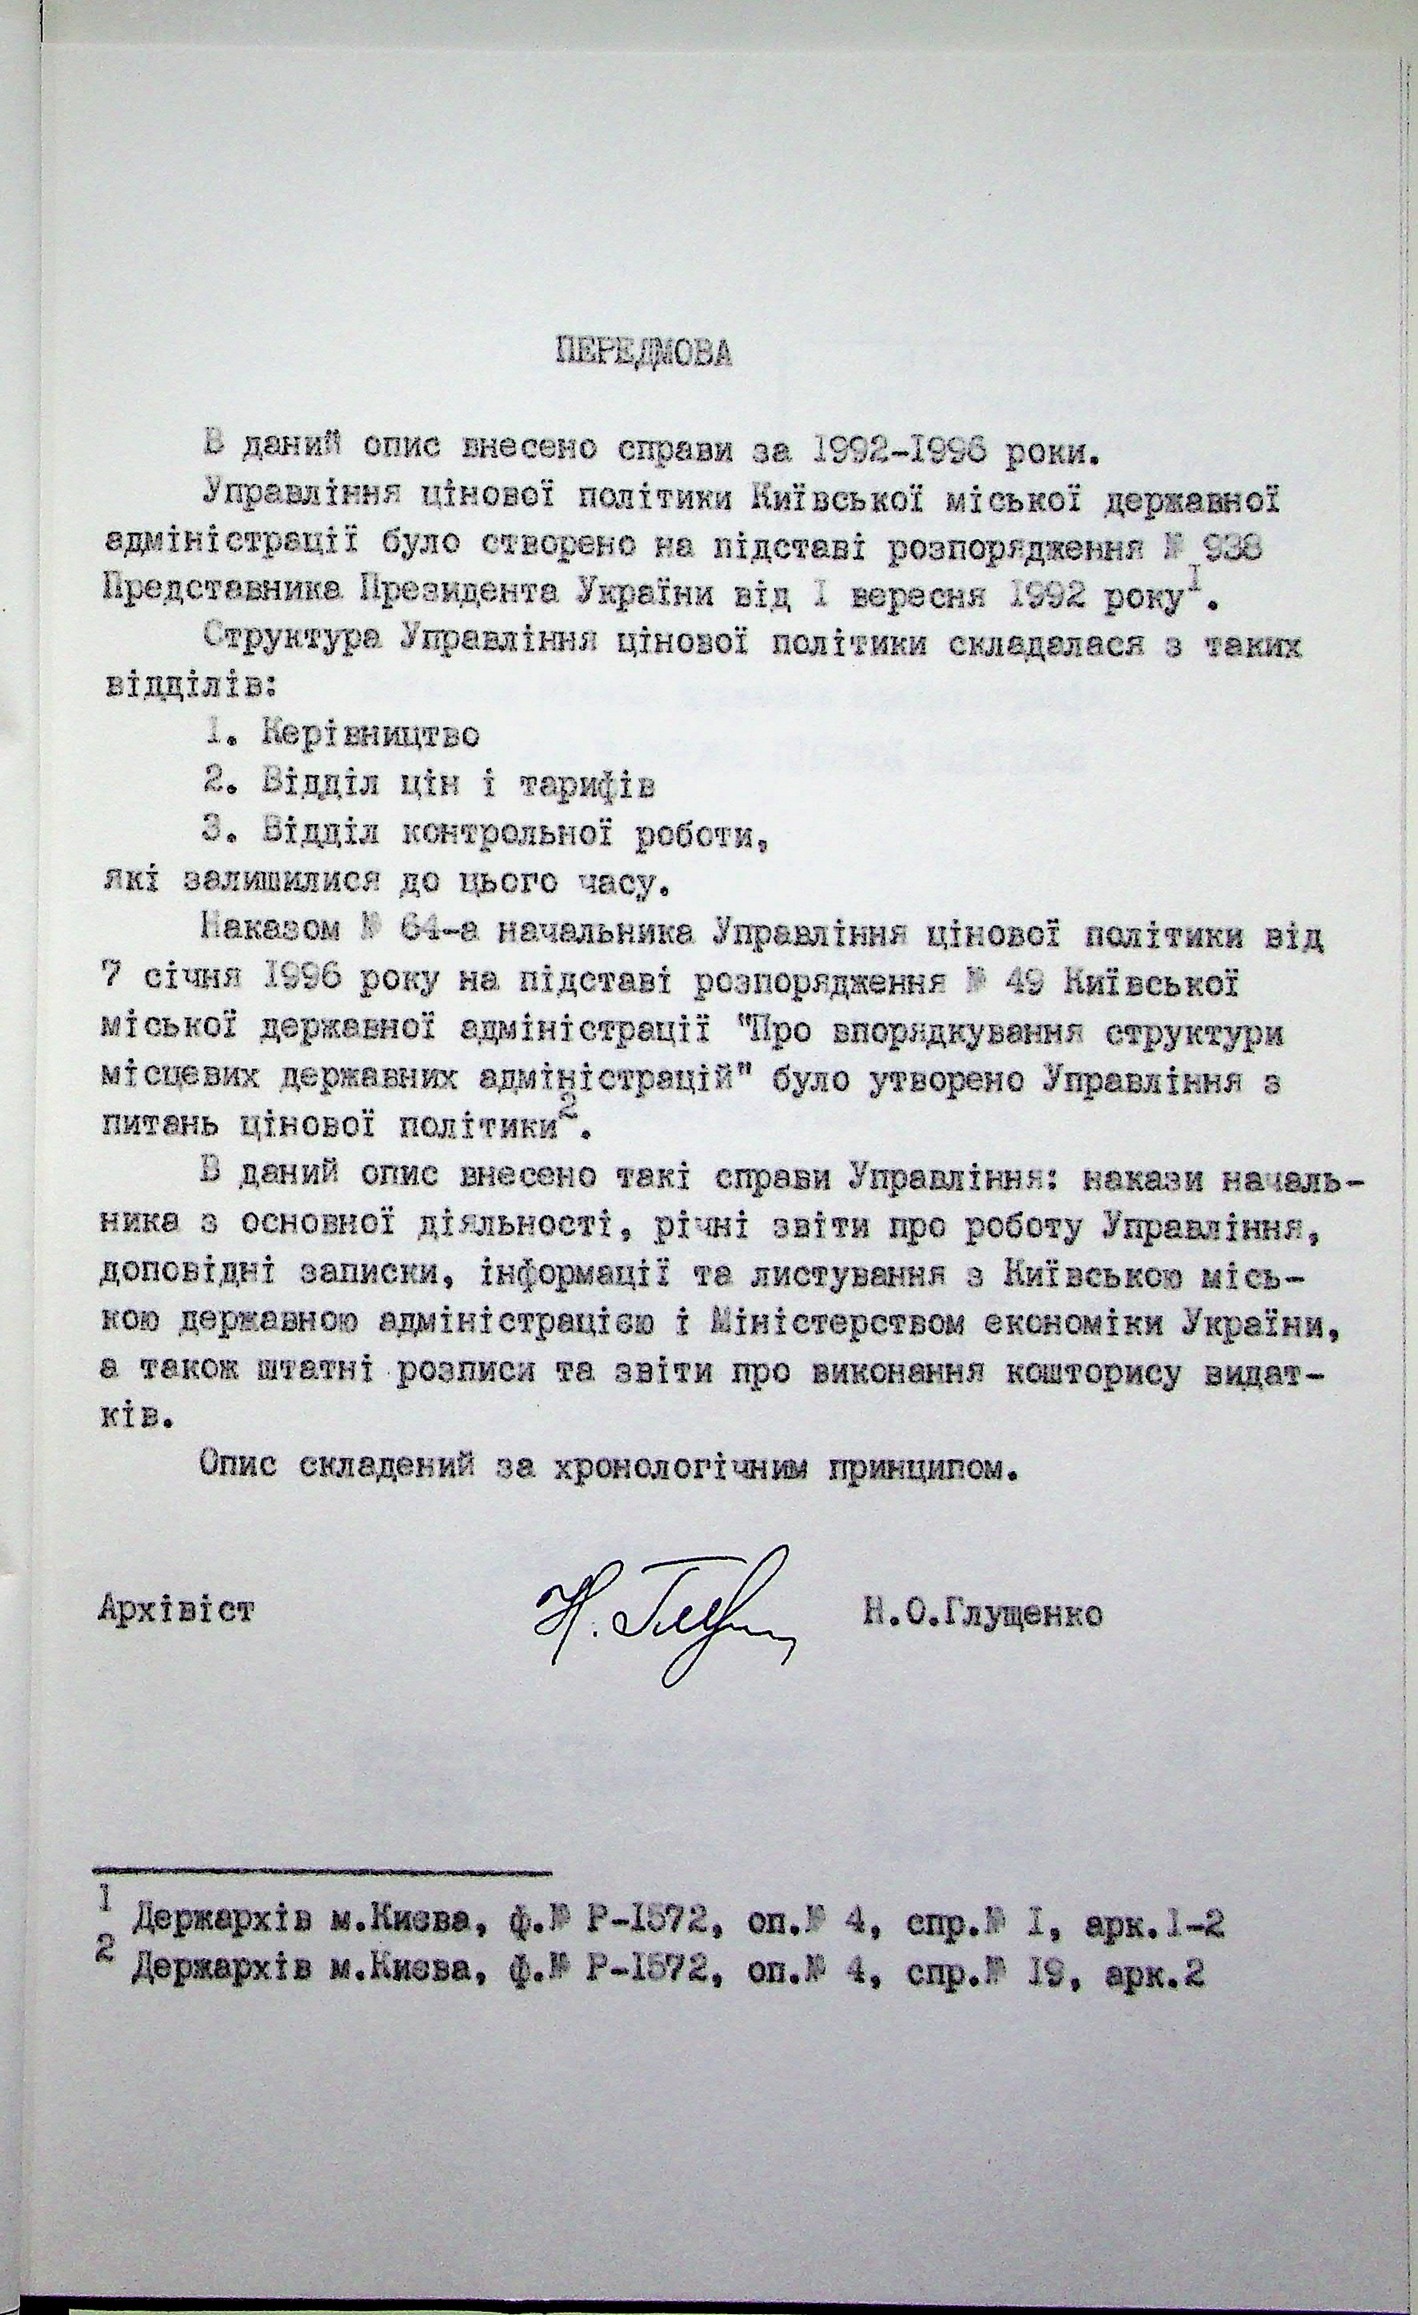 ПЕРЕДМОВА
В даний опис внесено справи за 1992-1996 роки.
Управління цінової політики Київської міської державної
адміністрації було створено на підставі розпорядження № 938
Представника Президента України від 1 вересня 1992 року¹.
Структура Управління цінової політики складалася з таких
відділів:
1. Керівництво
2. Відділ цін і тарифів
3. Відділ контрольної роботи,
які залишилися до цього часу.
Наказом № 64-а начальника Управління цінової політики від
7 січня 1996 року на підставі розпорядження № 49 Київської
міської державної адміністрації "Про впорядкування структури
місцевих державних адміністрацій" було утворено Управління з
питань цінової політики².
В даний опис внесено такі справи Управління: накази началь-
ника з основної діяльності, річні звіти про роботу Управління,
доповідні записки, інформації та листування з Київською місь-
кою державною адміністрацією і Міністерством економіки України,
а також штатні розписи та звіти про виконання кошторису видат-
ків.
Опис складений за хронологічним принципом.
Архівіст Н. Глущ Н.О.Глущенко
1 Держархів м.Києва, ф.№ Р-1572, оп.№ 4, спр.№ 1, арк.1-2
2 Держархів м.Києва, ф.№ Р-1572, оп.№ 4, спр.№ 19, арк.2